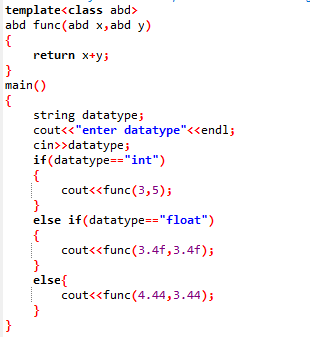 template<class abd>
abd func(abd x,abd y)
{
    return x+y;
}
main()
{
    string datatype;
    cout<<"enter datatype"<<endl;
    cin>>datatype;
    if(datatype=="int")
    {
        cout<<func(3,5);
    }
    else if(datatype=="float")
    {
        cout<<func(3.4f,3.4f);
    }
    else{
        cout<<func(4.44,3.44);
    }
}